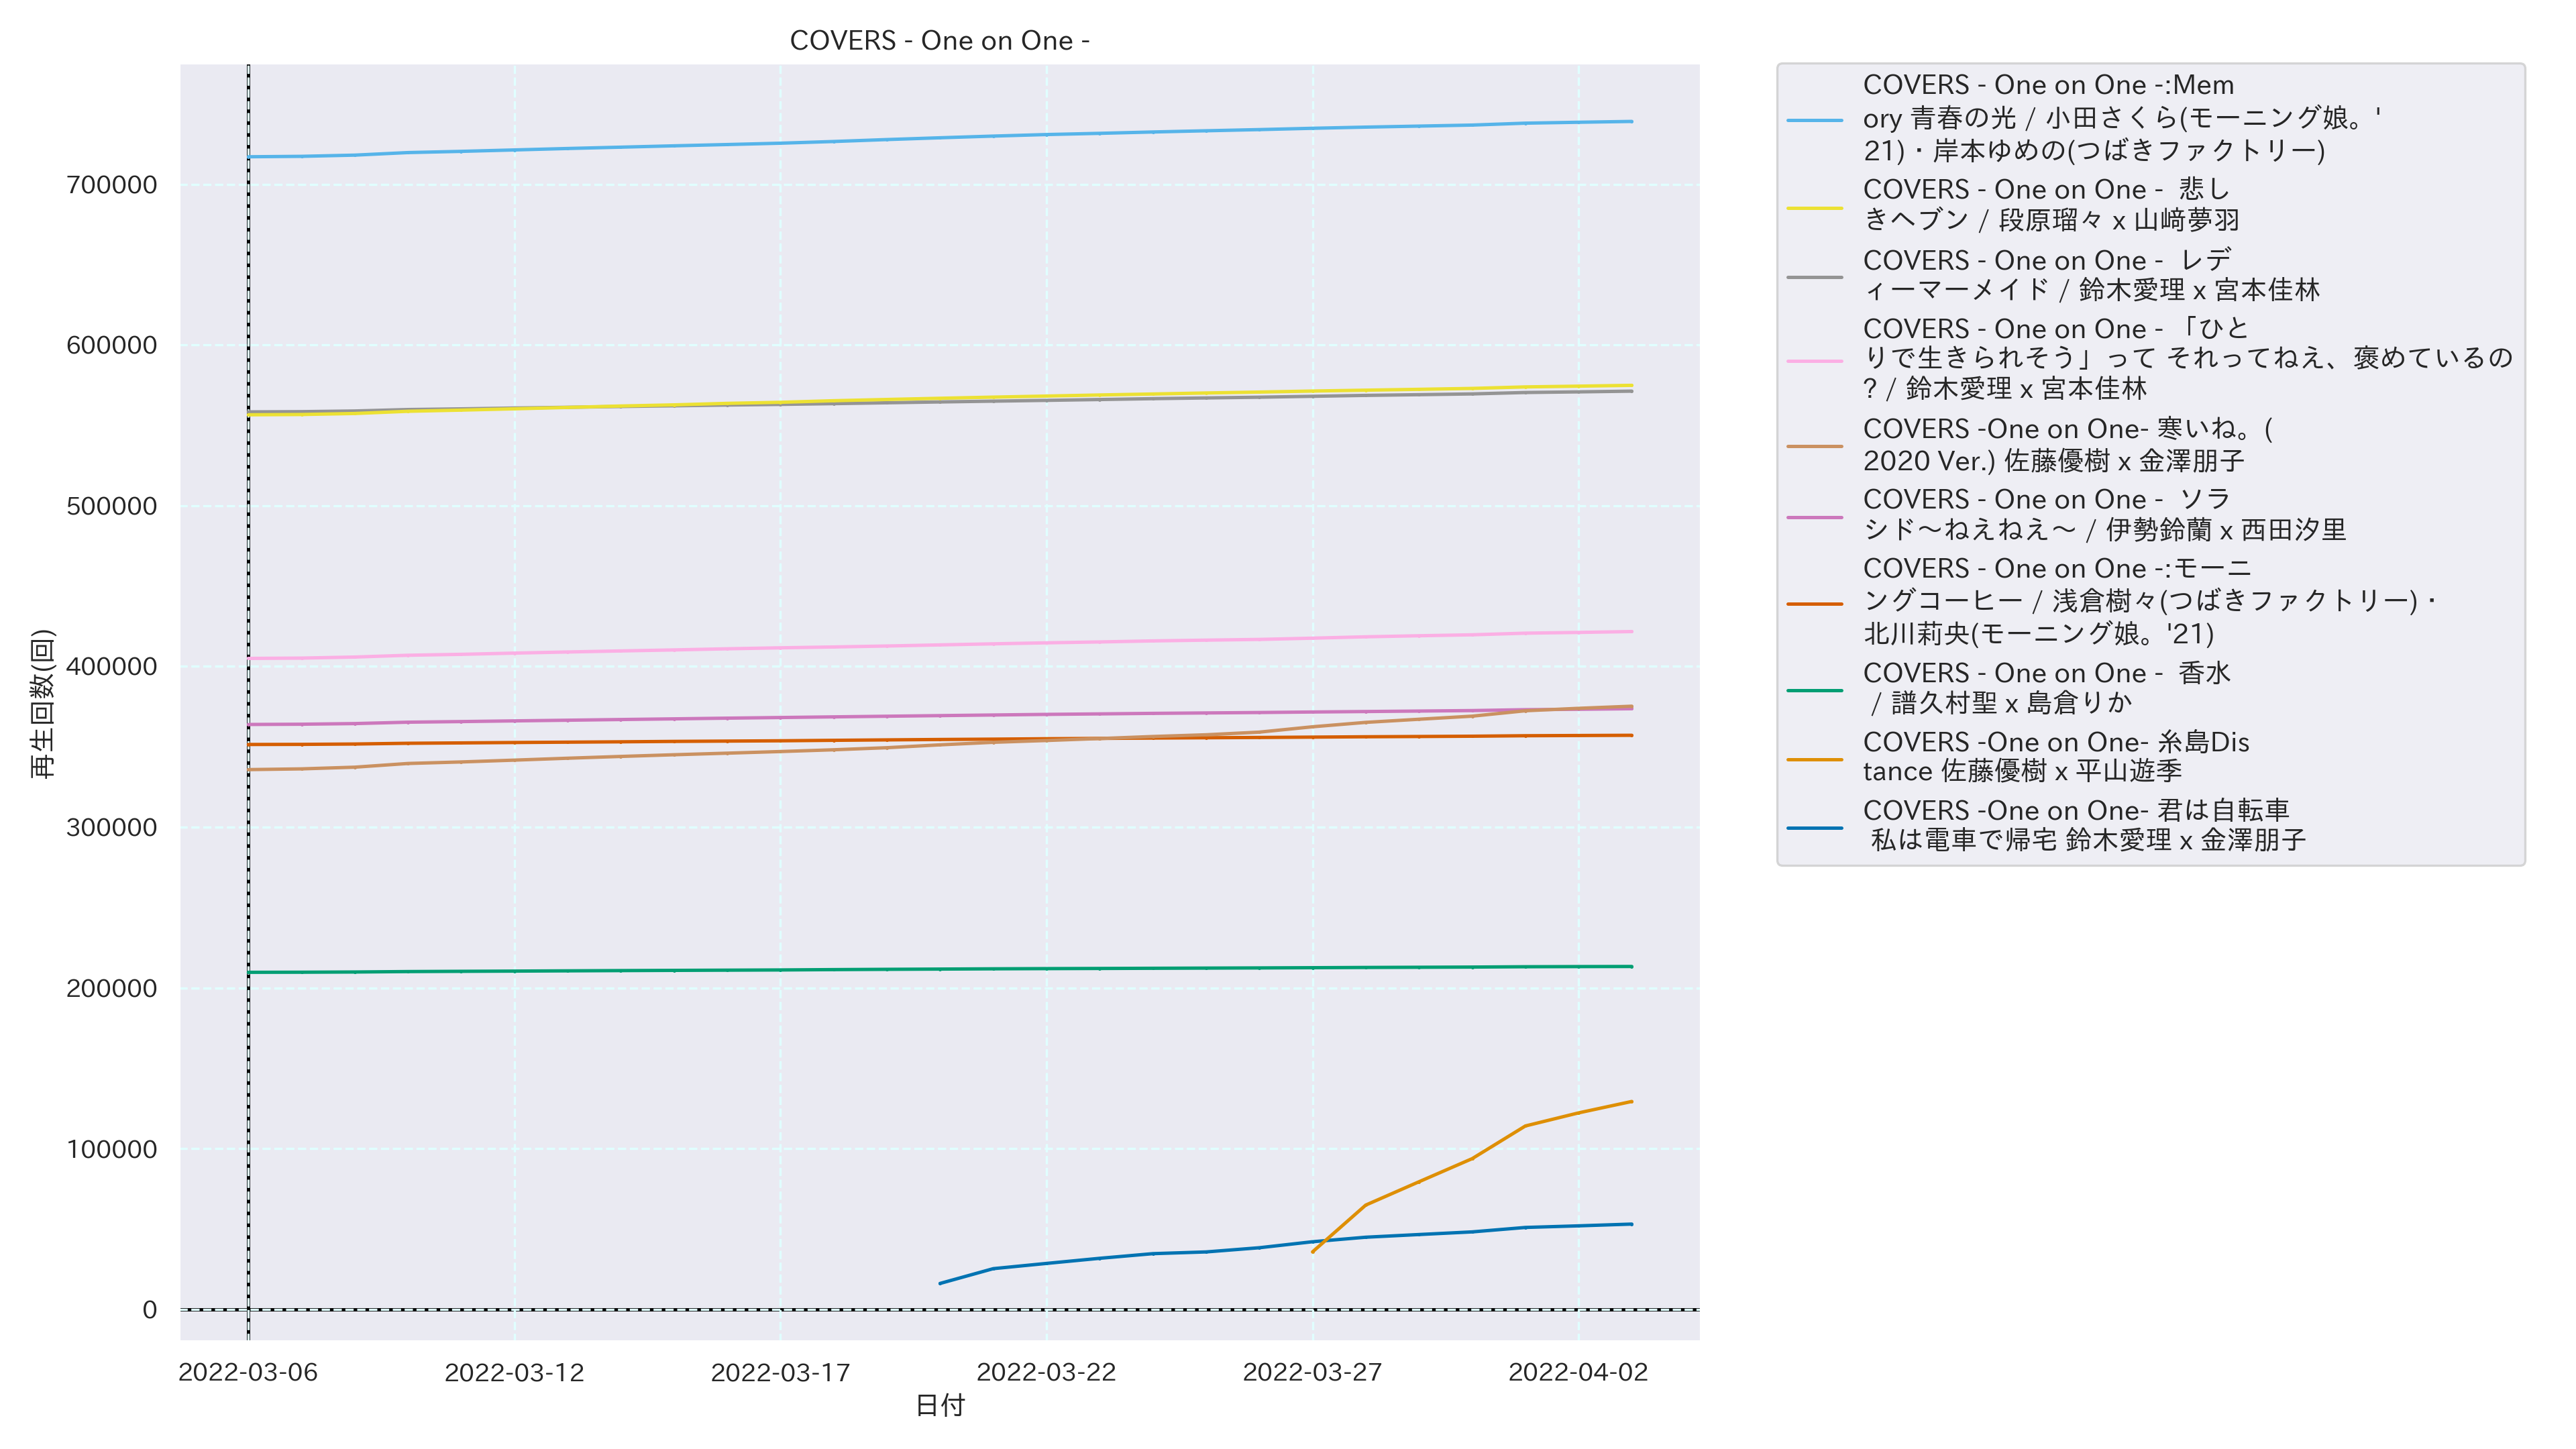 COVERS - One on One -
700000
600000
500000
400000
300000
200000
100000
0
再生回数(回)
2022-03-06
2022-03-12
2022-03-17
2022-03-22
2022-03-27
2022-04-02
日付
COVERS - One on One -:Mem
ory 青春の光 / 小田さくら(モーニング娘。'
21)・岸本ゆめの(つばきファクトリー)
COVERS - One on One -  悲し
きヘブン / 段原瑠々 x 山﨑夢羽
COVERS - One on One -  レデ
ィーマーメイド / 鈴木愛理 x 宮本佳林
COVERS - One on One - 「ひと
りで生きられそう」って それってねえ、褒めているの
? / 鈴木愛理 x 宮本佳林
COVERS -One on One- 寒いね。(
2020 Ver.) 佐藤優樹 x 金澤朋子
COVERS - One on One -  ソラ
シド～ねえねえ～ / 伊勢鈴蘭 x 西田汐里
COVERS - One on One -:モーニ
ングコーヒー / 浅倉樹々(つばきファクトリー)・
北川莉央(モーニング娘。'21)
COVERS - One on One -  香水
/ 譜久村聖 x 島倉りか
COVERS -One on One- 糸島Dis
tance 佐藤優樹 x 平山遊季
COVERS -One on One- 君は自転車
私は電車で帰宅 鈴木愛理 x 金澤朋子